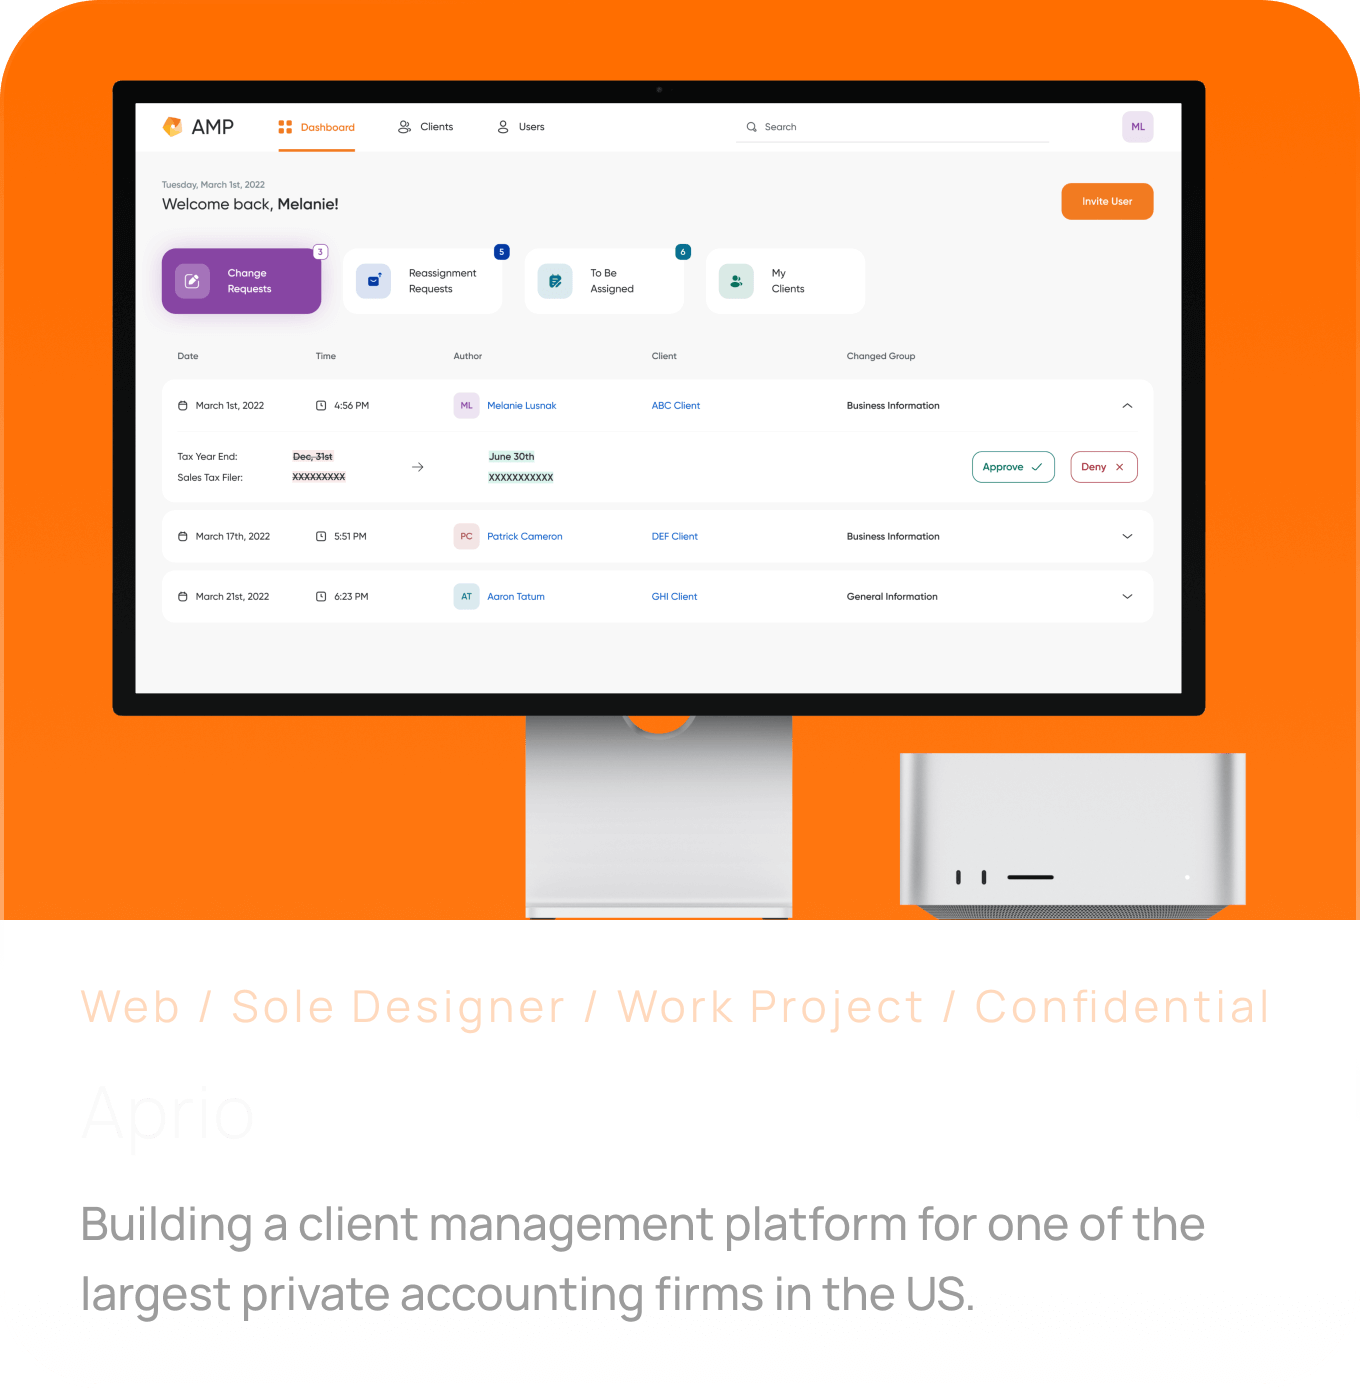 AMP
Dashboard
Clients
Users
Search
ML
Tuesday, March 1st, 2022
Welcome back, Melanie!
Invite User
3
Change
Requests
5
Reassignment
Requests
6
To Be
Assigned
My
Clients
Date Time Author Client Changed Group
March 1st, 2022 4:56 PM ML Melanie Lusnak ABC Client Business Information
Tax Year End: Dec, 31st June 30th
Sales Tax Filer: XXXXXXXXX XXXXXXXXXXX
Approve
Deny
March 17th, 2022 5:51 PM PC Patrick Cameron DEF Client Business Information
March 21st, 2022 6:23 PM AT Aaron Tatum GHI Client General Information
Web / Sole Designer / Work Project / Confidential
Aprio
Building a client management platform for one of the
largest private accounting firms in the US.